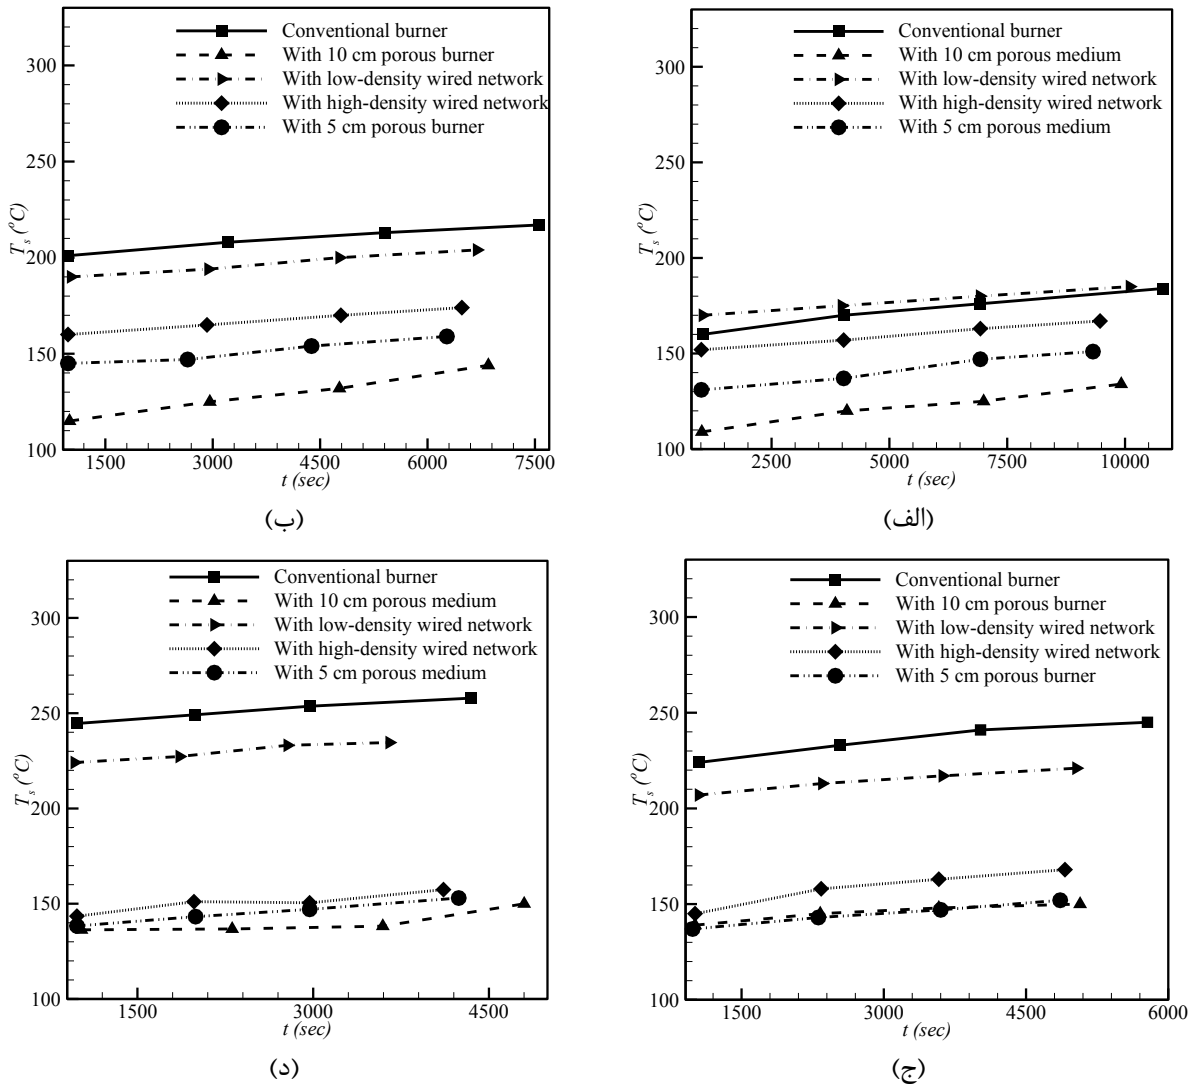 Conventional burner
With 10 cm porous burner
With low-density wired network
With high-density wired network
With 5 cm porous burner
300
250
200
150
100
T_s (°C)
1500 3000 4500 6000 7500
t (sec)
(ب)
Conventional burner
With 10 cm porous medium
With low-density wired network
With high-density wired network
With 5 cm porous medium
300
250
200
150
100
T_s (°C)
2500 5000 7500 10000
t (sec)
(الف)
Conventional burner
With 10 cm porous medium
With low-density wired network
With high-density wired network
With 5 cm porous medium
300
250
200
150
100
T_s (°C)
1500 3000 4500
t (sec)
(د)
Conventional burner
With 10 cm porous burner
With low-density wired network
With high-density wired network
With 5 cm porous burner
300
250
200
150
100
T_s (°C)
1500 3000 4500 6000
t (sec)
(ج)